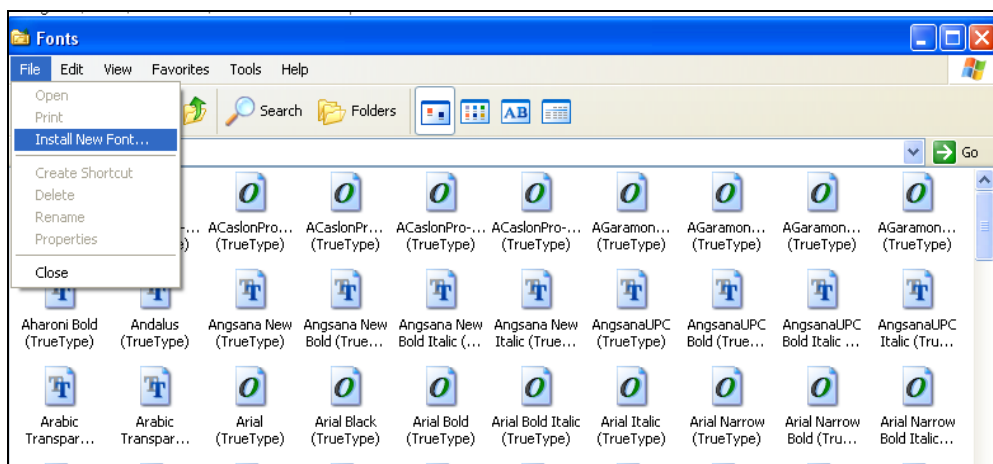 Fonts
File Edit View Favorites Tools Help
Open
Print
Install New Font...
Create Shortcut
Delete
Rename
Properties
Close
Search Folders
AB
Go
ACaslonPro... ACaslonPr... ACaslonPro-... ACaslonPro-... AGaramon... AGaramon... AGaramon... AGaramon...
(TrueType) (TrueType) (TrueType) (TrueType) (TrueType) (TrueType) (TrueType) (TrueType)
Aharoni Bold Andalus Angsana New Angsana New Angsana New Angsana New AngsanaUPC AngsanaUPC AngsanaUPC AngsanaUPC
(TrueType) (TrueType) (TrueType) Bold (True... Bold Italic (... Italic (True... (TrueType) Bold (True... Bold Italic ... Italic (Tru...
Arabic Arabic Arial Arial Black Arial Bold Arial Bold Italic Arial Italic Arial Narrow Arial Narrow Arial Narrow
Transpar... Transpar... (TrueType) (TrueType) (TrueType) (TrueType) (TrueType) (TrueType) Bold (Tru... Bold Italic...